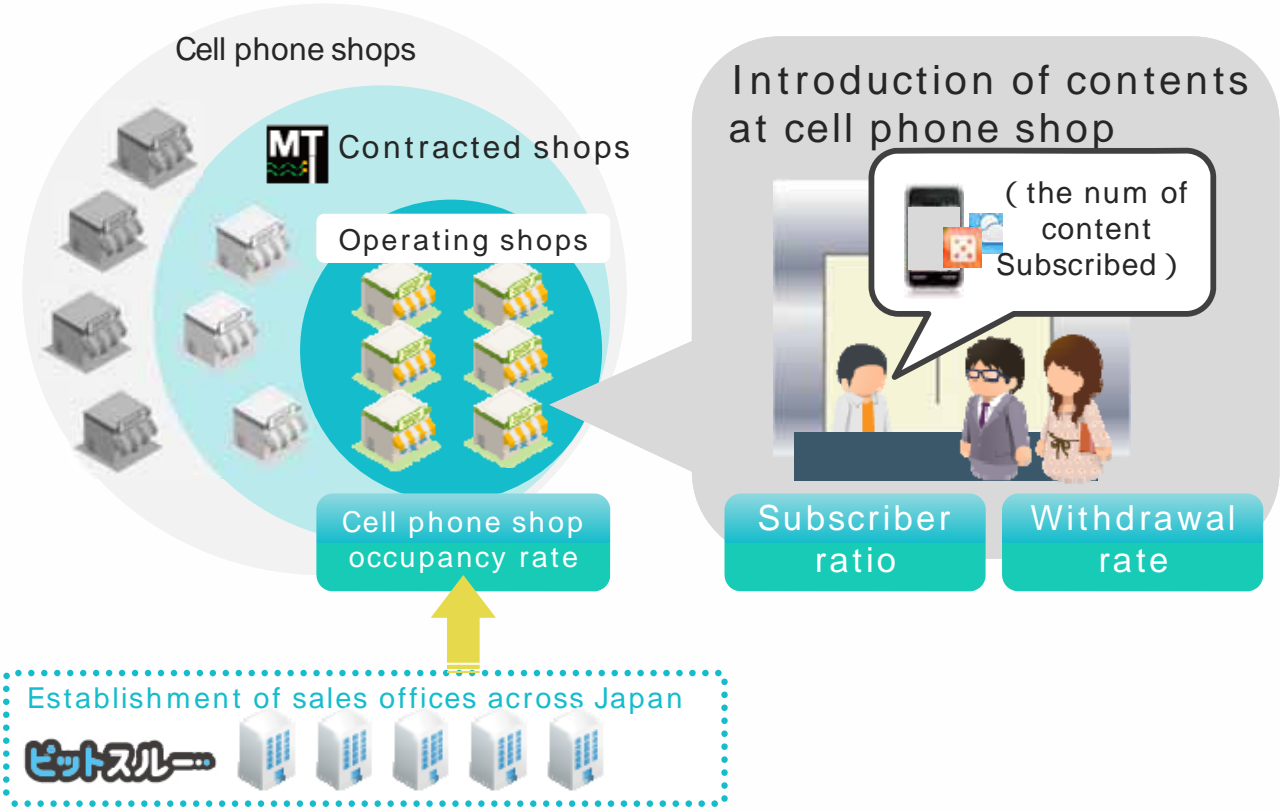 Cell phone shops
MT
Contracted shops
Operating shops
Cell phone shop
occupancy rate
Introduction of contents
at cell phone shop
(the num of
content
Subscribed)
Subscriber
ratio
Withdrawal
rate
Establishment of sales offices across Japan
ピットスルー